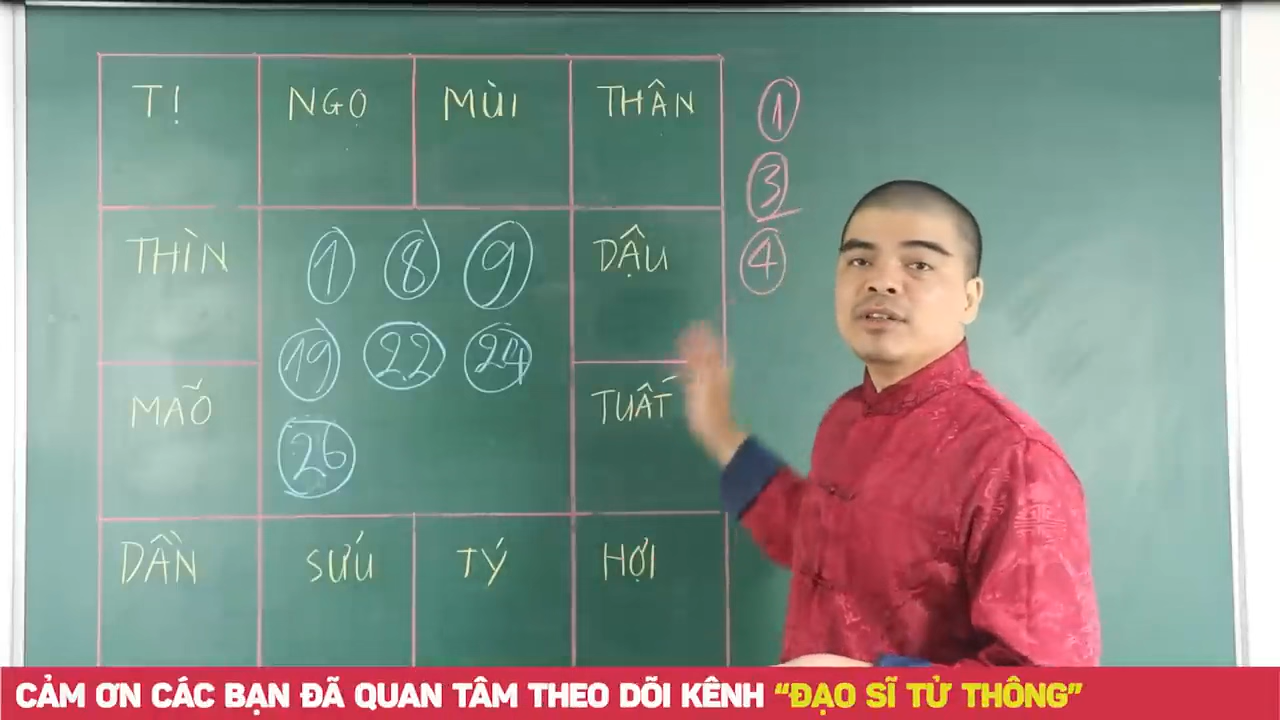 TỊ NGỌ MÙI THÂN
1
3
4
THÌN 1 8 9 DẬU
19 22 24
MÃO TUẤT
26
DẦN SỬU TÝ HỢI
CẢM ƠN CÁC BẠN ĐÃ QUAN TÂM THEO DÕI KÊNH “ĐẠO SĨ TỬ THÔNG”